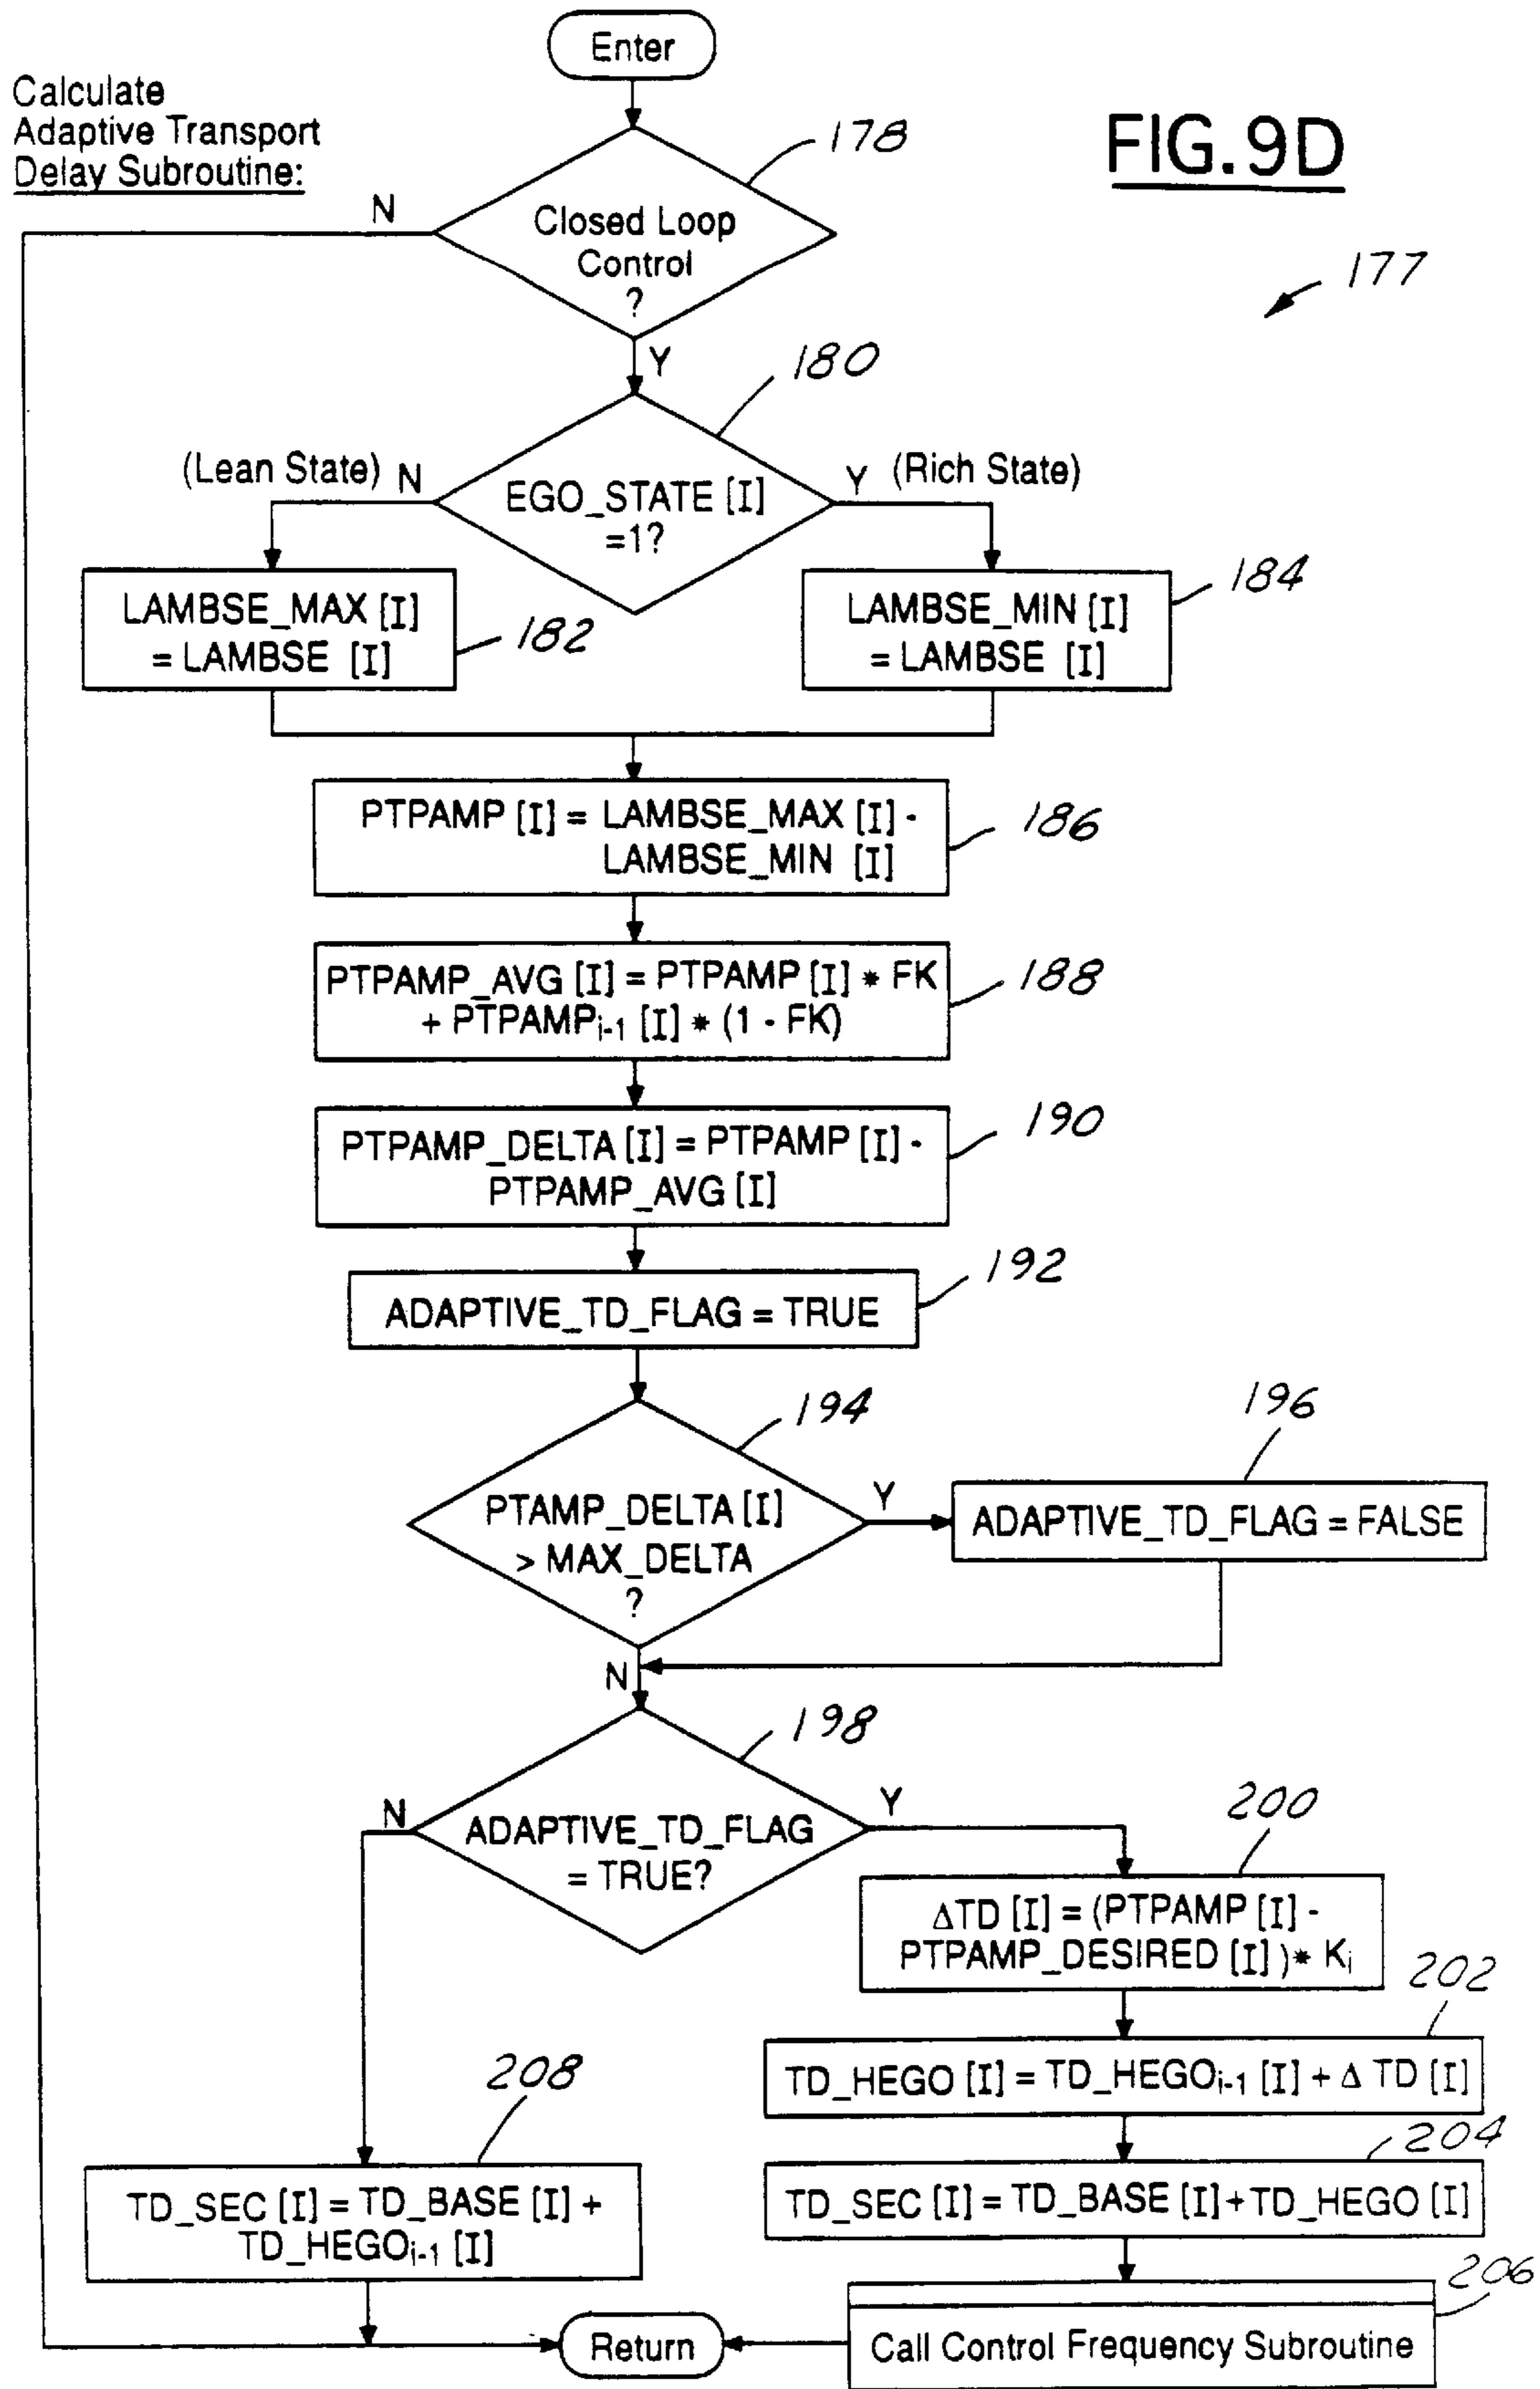 Enter
Calculate
Adaptive Transport
Delay Subroutine:
FIG.9D
178
N
Closed Loop
Control
?
177
Y
180
(Lean State) N
Y (Rich State)
EGO_STATE [I]
=1?
LAMBSE_MAX [I]
= LAMBSE [I]
182
LAMBSE_MIN [I]
= LAMBSE [I]
184
PTPAMP [I] = LAMBSE_MAX [I] -
LAMBSE_MIN [I]
186
PTPAMP_AVG [I] = PTPAMP [I] * FK
+ PTPAMPi-1 [I] * (1 - FK)
188
PTPAMP_DELTA [I] = PTPAMP [I] -
PTPAMP_AVG [I]
190
ADAPTIVE_TD_FLAG = TRUE
192
194
196
PTAMP_DELTA [I]
> MAX_DELTA
?
Y
ADAPTIVE_TD_FLAG = FALSE
N
198
N
Y
ADAPTIVE_TD_FLAG
= TRUE?
200
ΔTD [I] = (PTPAMP [I] -
PTPAMP_DESIRED [I] ) * Ki
202
TD_HEGO [I] = TD_HEGOi-1 [I] + Δ TD [I]
204
208
TD_SEC [I] = TD_BASE [I] +
TD_HEGOi-1 [I]
TD_SEC [I] = TD_BASE [I] + TD_HEGO [I]
206
Return
Call Control Frequency Subroutine